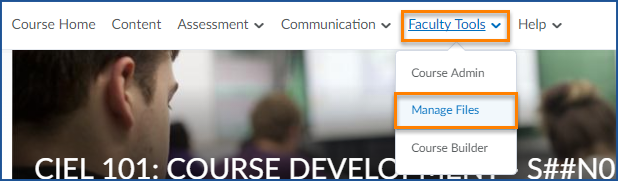 Course Home Content Assessment Communication Faculty Tools Help
Course Admin
Manage Files
Course Builder
CIEL 101: COURSE DEVELOPMENT - S##N0